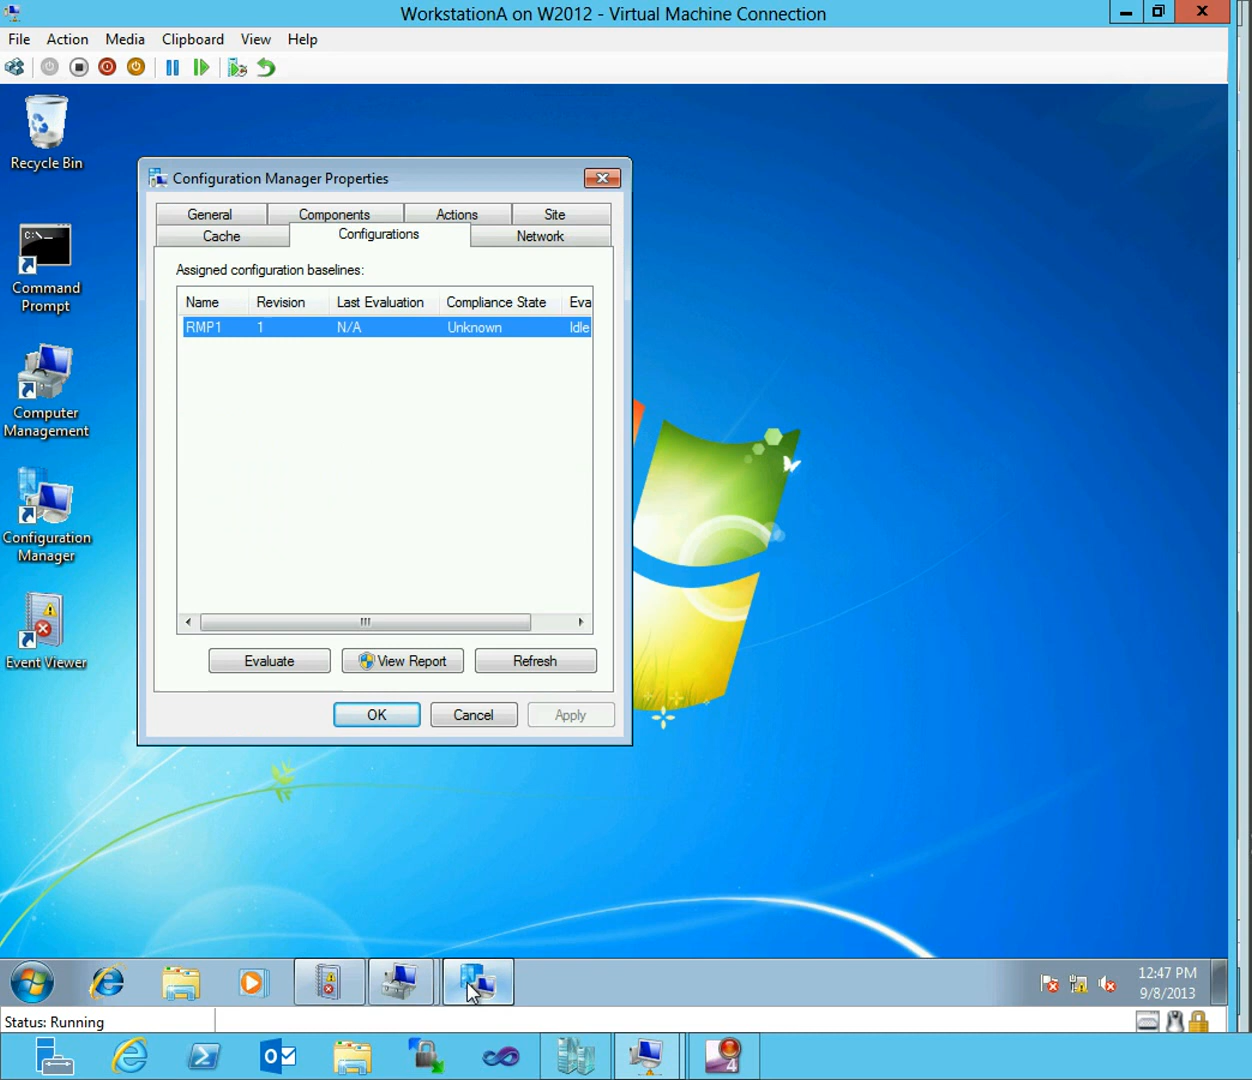 WorkstationA on W2012 - Virtual Machine Connection
File Action Media Clipboard View Help
Recycle Bin
Command
Prompt
Computer
Management
Configuration
Manager
Event Viewer
Configuration Manager Properties
General Components Actions Site
Cache Configurations Network
Assigned configuration baselines:
Name Revision Last Evaluation Compliance State Eva
RMP1 1 N/A Unknown Idle
Evaluate View Report Refresh
OK Cancel Apply
12:47 PM
9/8/2013
Status: Running
4